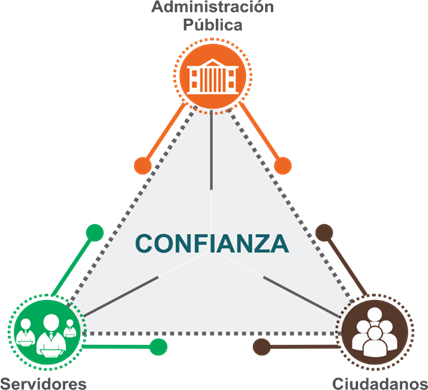 Administración
Pública
CONFIANZA
Servidores
Ciudadanos